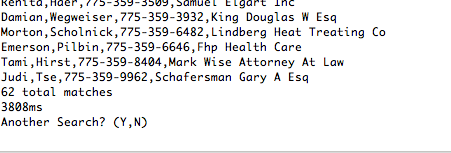 Renita,Hder,775-359-3509,Samuel Elgart Inc
Damian,Wegweiser,775-359-3932,King Douglas W Esq
Morton,Scholnick,775-359-6482,Lindberg Heat Treating Co
Emerson,Pilbin,775-359-6646,Fhp Health Care
Tami,Hirst,775-359-8404,Mark Wise Attorney At Law
Judi,Tse,775-359-9962,Schafersman Gary A Esq
62 total matches
3808ms
Another Search? (Y,N)